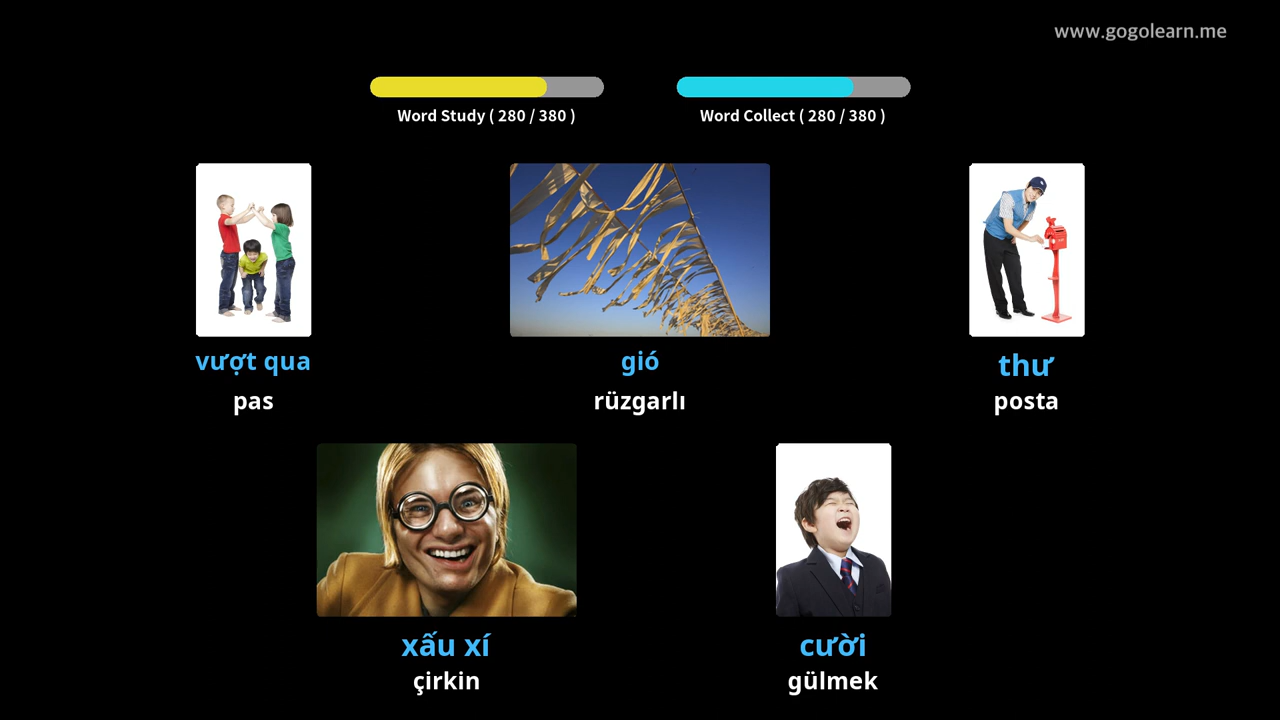 www.gogolearn.me
Word Study ( 280 / 380 )
Word Collect ( 280 / 380 )
vượt qua
gió
thư
pas
rüzgarlı
posta
xấu xí
cười
çirkin
gülmek